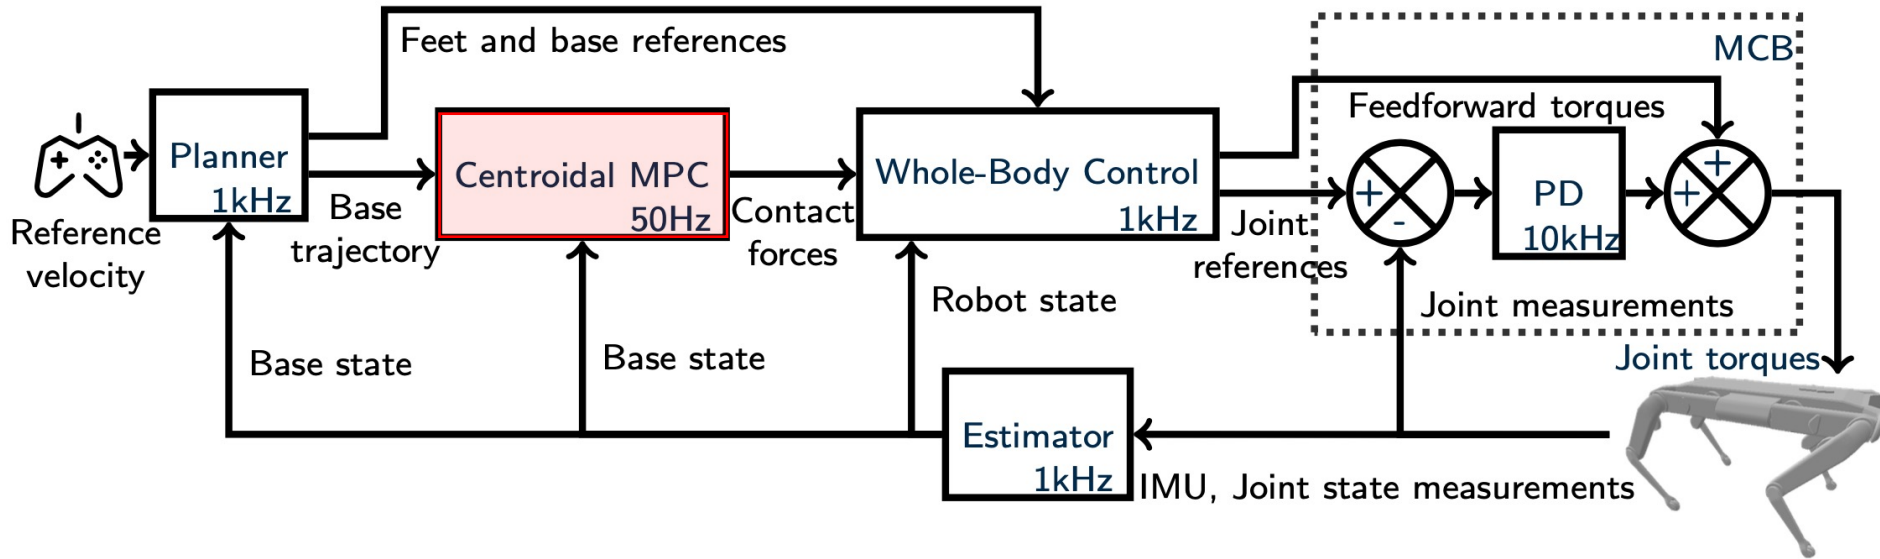 Feet and base references
MCB
Feedforward torques
Planner
1kHz
Centroidal MPC
50Hz
Whole-Body Control
1kHz
+
-
PD
10kHz
+
+
Reference
velocity
Base
trajectory
Contact
forces
Joint
references
Robot state
Joint measurements
Base state
Base state
Joint torques
Estimator
1kHz
IMU, Joint state measurements